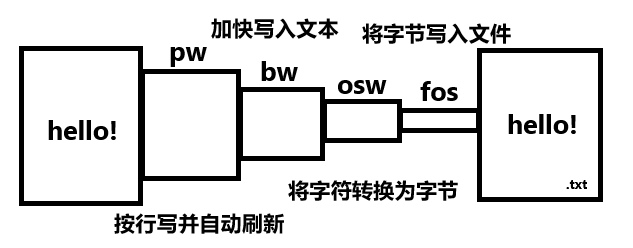 加快写入文本
将字节写入文件
pw
bw
osw
fos
hello!
hello!
.txt
将字符转换为字节
按行写并自动刷新